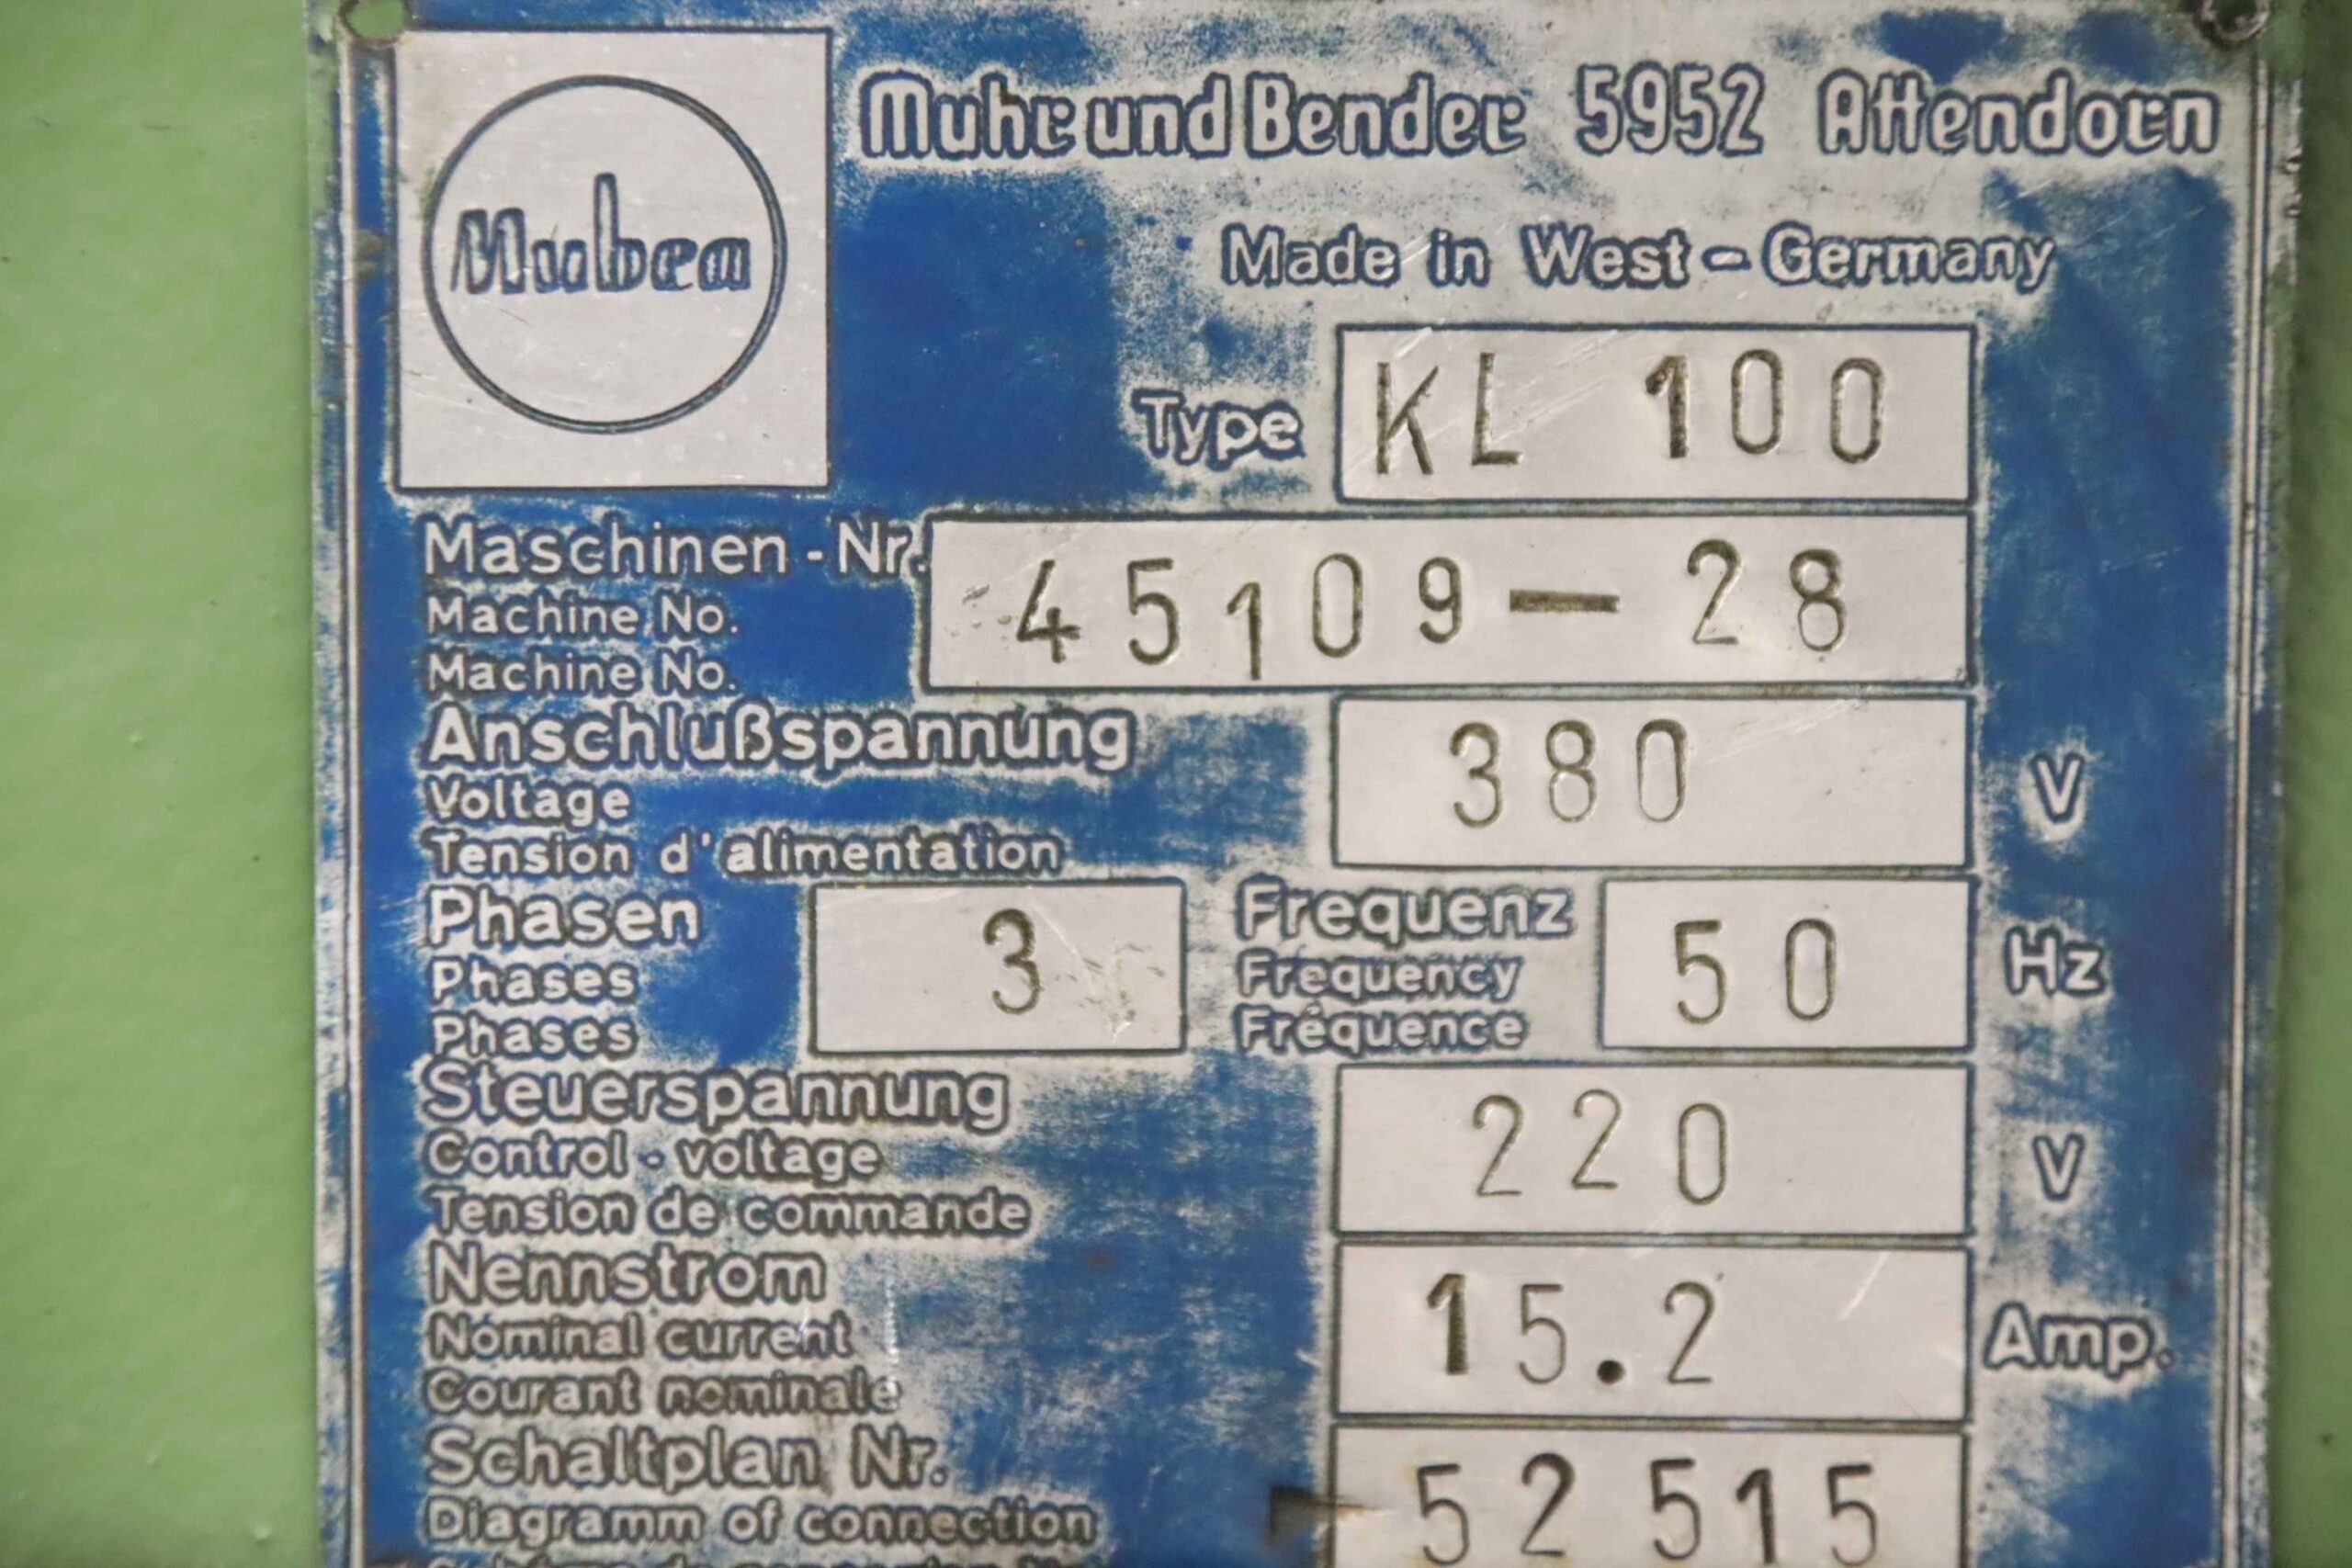 Muhr und Bender 5952 Attendorn
Mubea
Made in West-Germany
Type KL 100
Maschinen-Nr. 45109-28
Machine No.
Machine No.
Anschlußspannung 380 V
Voltage
Tension d'alimentation
Phasen 3 Frequenz 50 Hz
Phases Frequency
Phases Fréquence
Steuerspannung 220 V
Control-voltage
Tension de commande
Nennstrom 15.2 Amp.
Nominal current
Courant nominale
Schaltplan Nr. 52515
Diagramm of connection